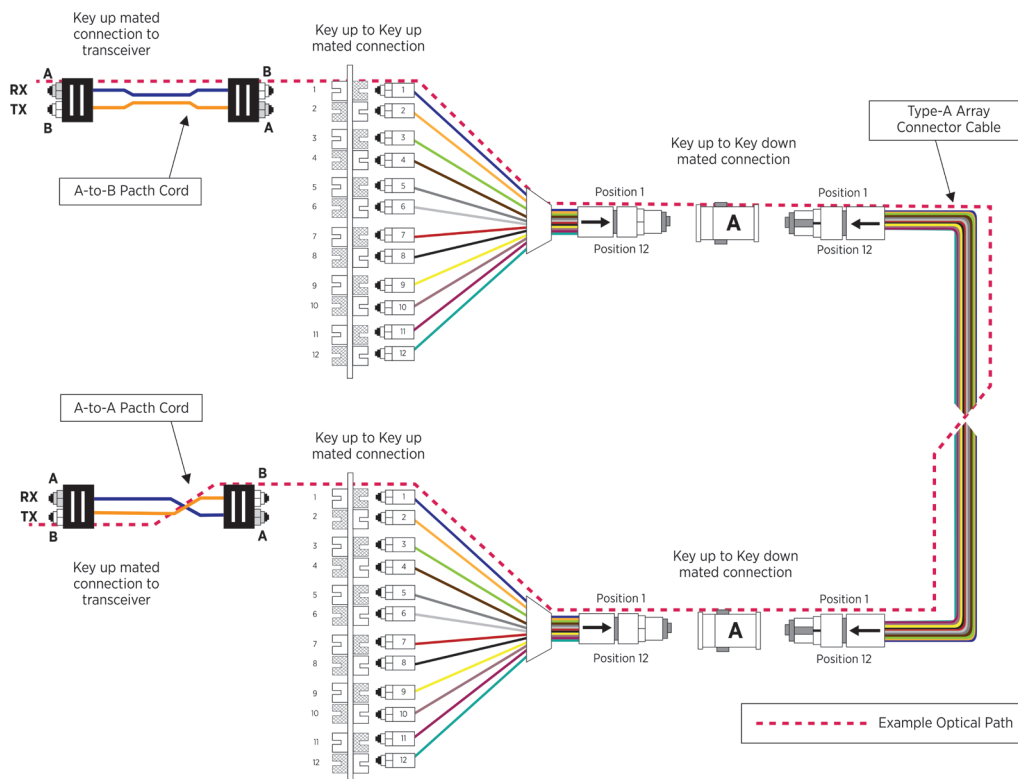 Key up mated
connection to
transceiver
Key up to Key up
mated connection
A
B
RX
TX
B
A
A-to-B Pacth Cord
1
2
3
4
5
6
7
8
9
10
11
12
1
2
3
4
5
6
7
8
9
10
11
12
Position 1
Position 12
Key up to Key down
mated connection
A
Position 1
Position 12
Type-A Array
Connector Cable
A-to-A Pacth Cord
Key up to Key up
mated connection
A
B
RX
TX
B
A
Key up mated
connection to
transceiver
1
2
3
4
5
6
7
8
9
10
11
12
1
2
3
4
5
6
7
8
9
10
11
12
Position 1
Position 12
Key up to Key down
mated connection
A
Position 1
Position 12
Example Optical Path